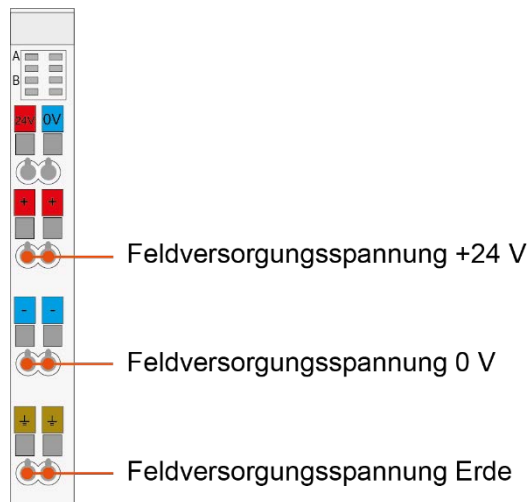 A
B
24V 0V
+ +
Feldversorgungsspannung +24 V
- -
Feldversorgungsspannung 0 V
Feldversorgungsspannung Erde